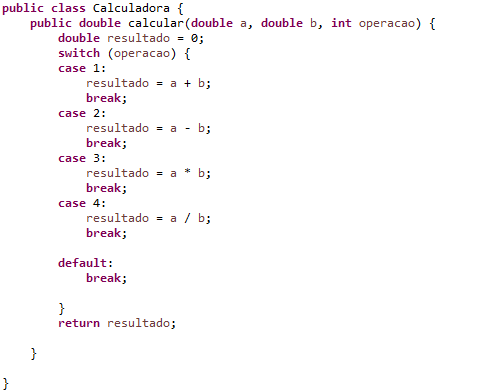 public class Calculadora {
    public double calcular(double a, double b, int operacao) {
        double resultado = 0;
        switch (operacao) {
        case 1:
            resultado = a + b;
            break;
        case 2:
            resultado = a - b;
            break;
        case 3:
            resultado = a * b;
            break;
        case 4:
            resultado = a / b;
            break;

        default:
            break;

        }
        return resultado;

    }

}